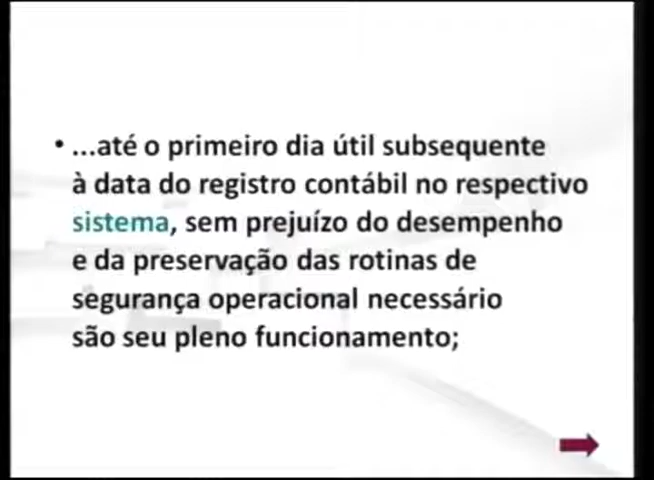 • ...até o primeiro dia útil subsequente
à data do registro contábil no respectivo
sistema, sem prejuízo do desempenho
e da preservação das rotinas de
segurança operacional necessário
são seu pleno funcionamento;